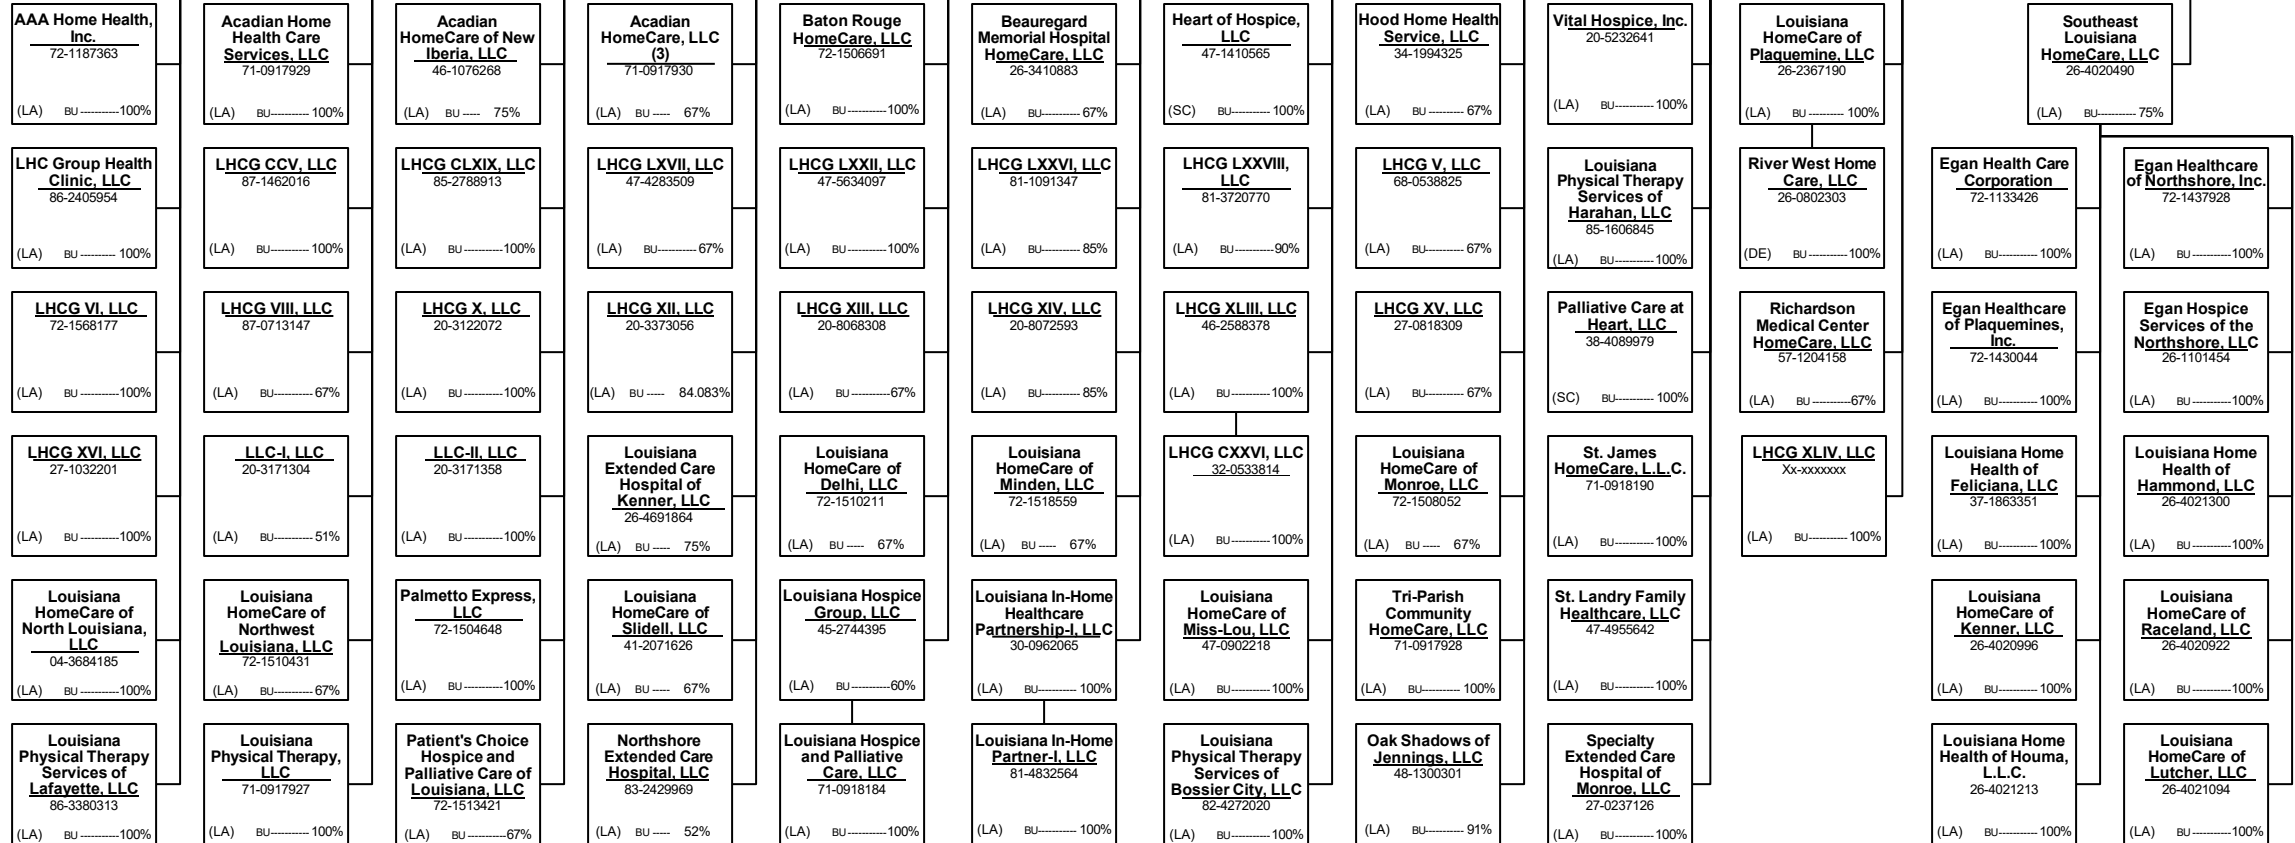 AAA Home Health,
Inc.
72-1187363
(LA) BU ----------- 100%
Acadian Home
Health Care
Services, LLC
71-0917929
(LA) BU ----------- 100%
Acadian
HomeCare of New
Iberia, LLC
46-1076268
(LA) BU ----- 75%
Acadian
HomeCare, LLC
(3)
71-0917930
(LA) BU ----- 67%
Baton Rouge
HomeCare, LLC
72-1506691
(LA) BU ----------- 100%
Beauregard
Memorial Hospital
HomeCare, LLC
26-3410883
(LA) BU ----------- 67%
Heart of Hospice,
LLC
47-1410565
(SC) BU ----------- 100%
Hood Home Health
Service, LLC
34-1994325
(LA) BU ----------- 67%
Vital Hospice, Inc.
20-5232641
(LA) BU ----------- 100%
Louisiana
HomeCare of
Plaquemine, LLC
26-2367190
(LA) BU ----------- 100%
Southeast
Louisiana
HomeCare, LLC
26-4020490
(LA) BU ----------- 75%
LHC Group Health
Clinic, LLC
86-2405954
(LA) BU ----------- 100%
LHCG CCV, LLC
87-1462016
(LA) BU ----------- 100%
LHCG CLXIX, LLC
85-2788913
(LA) BU ----------- 100%
LHCG LXVII, LLC
47-4283509
(LA) BU ----------- 67%
LHCG LXXII, LLC
47-5634097
(LA) BU ----------- 100%
LHCG LXXVI, LLC
81-1091347
(LA) BU ----------- 85%
LHCG LXXVIII,
LLC
81-3720770
(LA) BU ----------- 90%
LHCG V, LLC
68-0538825
(LA) BU ----------- 67%
Louisiana
Physical Therapy
Services of
Harahan, LLC
85-1606845
(LA) BU ----------- 100%
River West Home
Care, LLC
26-0802303
(DE) BU ----------- 100%
Egan Health Care
Corporation
72-1133426
(LA) BU ----------- 100%
Egan Healthcare
of Northshore, Inc.
72-1437928
(LA) BU ----------- 100%
LHCG VI, LLC
72-1568177
(LA) BU ----------- 100%
LHCG VIII, LLC
87-0713147
(LA) BU ----------- 67%
LHCG X, LLC
20-3122072
(LA) BU ----------- 100%
LHCG XII, LLC
20-3373056
(LA) BU ----- 84.083%
LHCG XIII, LLC
20-8068308
(LA) BU ----------- 67%
LHCG XIV, LLC
20-8072593
(LA) BU ----------- 85%
LHCG XLIII, LLC
46-2588378
(LA) BU ----------- 100%
LHCG XV, LLC
27-0818309
(LA) BU ----------- 67%
Palliative Care at
Heart, LLC
38-4089979
(SC) BU ----------- 100%
Richardson
Medical Center
HomeCare, LLC
57-1204158
(LA) BU ----------- 67%
Egan Healthcare
of Plaquemines,
Inc.
72-1430044
(LA) BU ----------- 100%
Egan Hospice
Services of the
Northshore, LLC
26-1101454
(LA) BU ----------- 100%
LHCG XVI, LLC
27-1032201
(LA) BU ----------- 100%
LLC-I, LLC
20-3171304
(LA) BU ----------- 51%
LLC-II, LLC
20-3171358
(LA) BU ----------- 100%
Louisiana
Extended Care
Hospital of
Kenner, LLC
26-4691864
(LA) BU ----- 75%
Louisiana
HomeCare of
Delhi, LLC
72-1510211
(LA) BU ----- 67%
Louisiana
HomeCare of
Minden, LLC
72-1518559
(LA) BU ----- 67%
LHCG CXXVI, LLC
32-0533814
(LA) BU ----------- 100%
Louisiana
HomeCare of
Monroe, LLC
72-1508052
(LA) BU ----- 67%
St. James
HomeCare, L.L.C.
71-0918190
(LA) BU ----------- 100%
LHCG XLIV, LLC
Xx-xxxxxxx
(LA) BU ----------- 100%
Louisiana Home
Health of
Feliciana, LLC
37-1863351
(LA) BU ----------- 100%
Louisiana Home
Health of
Hammond, LLC
26-4021300
(LA) BU ----------- 100%
Louisiana
HomeCare of
North Louisiana,
LLC
04-3684185
(LA) BU ----------- 100%
Louisiana
HomeCare of
Northwest
Louisiana, LLC
72-1510431
(LA) BU ----------- 67%
Palmetto Express,
LLC
72-1504648
(LA) BU ----------- 100%
Louisiana
HomeCare of
Slidell, LLC
41-2071626
(LA) BU ----- 67%
Louisiana Hospice
Group, LLC
45-2744395
(LA) BU ----------- 60%
Louisiana In-Home
Healthcare
Partnership-I, LLC
30-0962065
(LA) BU ----------- 100%
Louisiana
HomeCare of
Miss-Lou, LLC
47-0902218
(LA) BU ----------- 100%
Tri-Parish
Community
HomeCare, LLC
71-0917928
(LA) BU ----------- 100%
St. Landry Family
Healthcare, LLC
47-4955642
(LA) BU ----------- 100%
Louisiana
HomeCare of
Kenner, LLC
26-4020996
(LA) BU ----------- 100%
Louisiana
HomeCare of
Raceland, LLC
26-4020922
(LA) BU ----------- 100%
Louisiana
Physical Therapy
Services of
Lafayette, LLC
86-3380313
(LA) BU ----------- 100%
Louisiana
Physical Therapy,
LLC
71-0917927
(LA) BU ----------- 100%
Patient's Choice
Hospice and
Palliative Care of
Louisiana, LLC
72-1513421
(LA) BU ----------- 67%
Northshore
Extended Care
Hospital, LLC
83-2429969
(LA) BU ----- 52%
Louisiana Hospice
and Palliative
Care, LLC
71-0918184
(LA) BU ----------- 100%
Louisiana In-Home
Partner-I, LLC
81-4832564
(LA) BU ----------- 100%
Louisiana
Physical Therapy
Services of
Bossier City, LLC
82-4272020
(LA) BU ----------- 100%
Oak Shadows of
Jennings, LLC
48-1300301
(LA) BU ----------- 91%
Specialty
Extended Care
Hospital of
Monroe, LLC
27-0237126
(LA) BU ----------- 100%
Louisiana Home
Health of Houma,
L.L.C.
26-4021213
(LA) BU ----------- 100%
Louisiana
HomeCare of
Lutcher, LLC
26-4021094
(LA) BU ----------- 100%